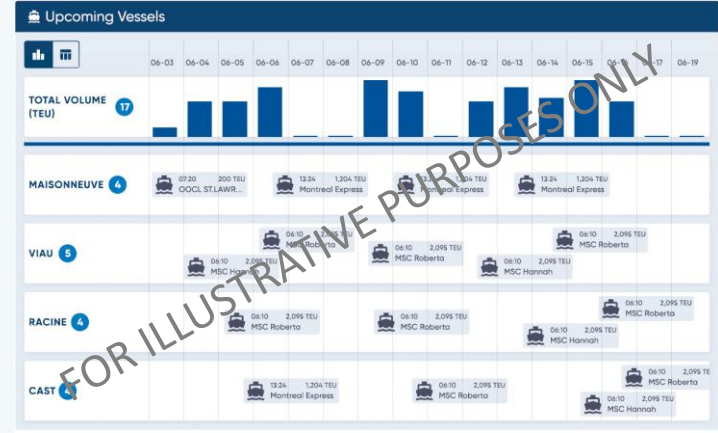 Upcoming Vessels
06-03 06-04 06-05 06-06 06-07 06-08 06-09 06-10 06-11 06-12 06-13 06-14 06-15 06-17 06-19
TOTAL VOLUME
(TEU)
17
MAISONNEUVE 4
07:20 200 TEU
OOCL ST.LAWR...
13:24 1,204 TEU
Montreal Express
1,204 TEU
Montreal Express
13:24 1,204 TEU
Montreal Express
VIAU 5
06:10 2,095 TEU
MSC Roberta
06:10 2,095 TEU
MSC Hannah
06:10 2,095 TEU
MSC Roberta
06:10 2,095 TEU
MSC Hannah
06:10 2,095 TEU
MSC Roberta
RACINE 4
06:10 2,095 TEU
MSC Roberta
06:10 2,095 TEU
MSC Roberta
06:10 2,095 TEU
MSC Hannah
06:10 2,095 TEU
MSC Roberta
CAST
13:24 1,204 TEU
Montreal Express
06:10 2,095 TEU
MSC Roberta
06:10 2,095 TEU
MSC Hannah
06:10 2,095 TE
MSC Roberta
FOR ILLUSTRATIVE PURPOSES ONLY